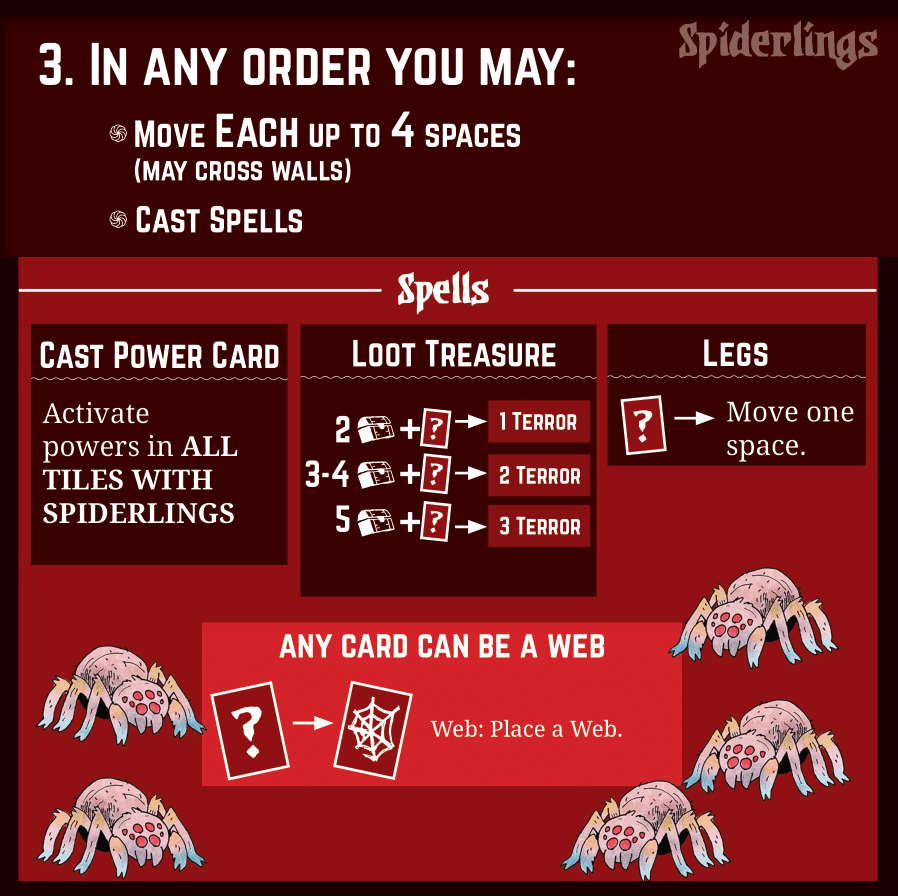 Spiderlings
3. In any order you may:
Move Each up to 4 spaces
(may cross walls)
Cast Spells
Spells
Cast Power Card
Activate
powers in ALL
TILES WITH
SPIDERLINGS
Loot Treasure
2 + ? 1 Terror
3-4 + ? 2 Terror
5 + ? 3 Terror
Legs
? Move one
space.
ANY CARD CAN BE A WEB
? Web: Place a Web.